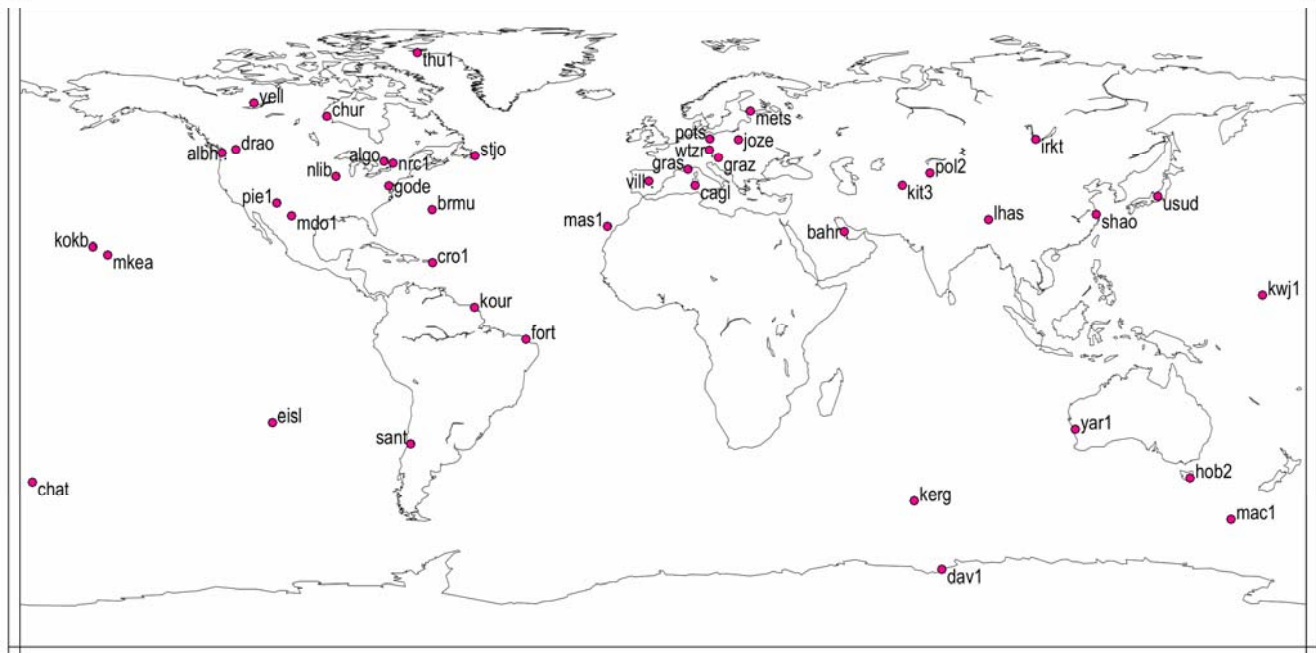 thu1
yell
chur
mets
drao
albh
algo
nrc1
stjo
pots
joze
wtzr
graz
irkt
nlib
gode
gras
vill
cagl
pol2
kit3
pie1
mdo1
brmu
mas1
bahr
lhas
shao
usud
kokb
mkea
cro1
kour
kwj1
fort
eisl
sant
yar1
chat
kerg
hob2
mac1
dav1